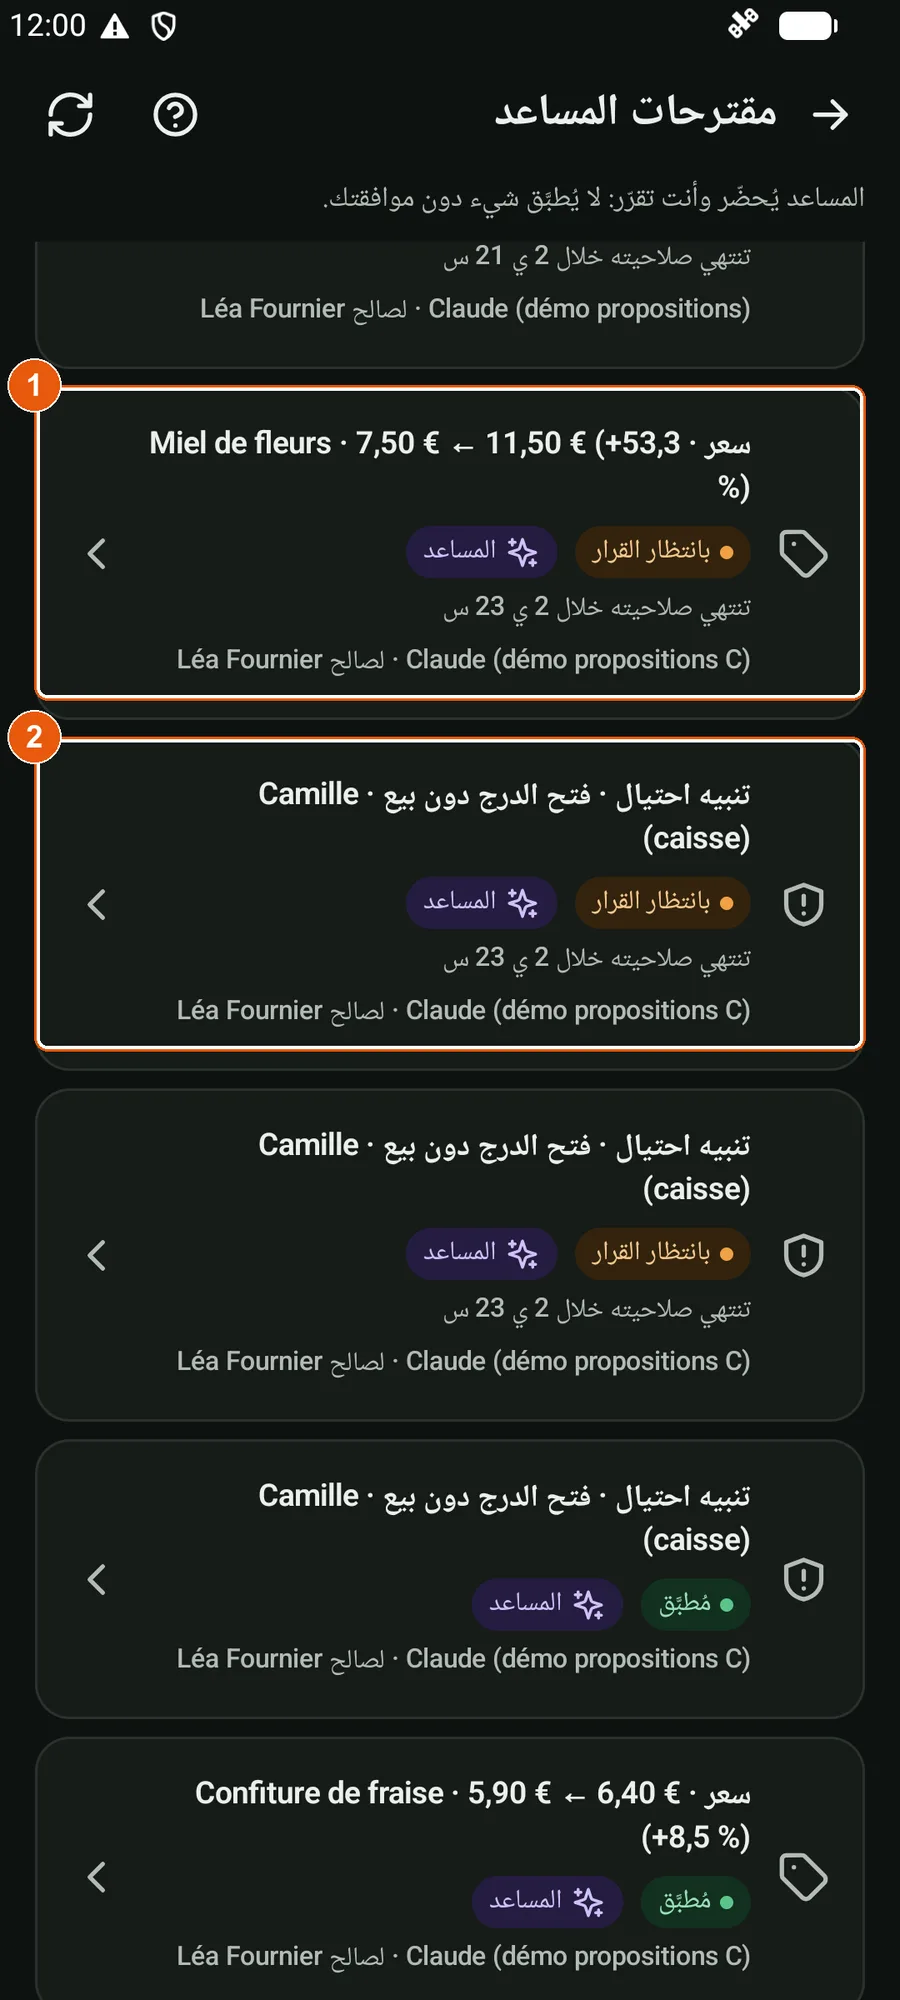 12:00
مقترحات المساعد
المساعد يُحضّر وأنت تقرّر: لا يُطبَّق شيء دون موافقتك.
تنتهي صلاحيته خلال 2 ي 21 س
Claude (démo propositions) · لصالح Léa Fournier
1
سعر · Miel de fleurs · 7,50 € ← 11,50 € (+53,3
%)
بانتظار القرار
المساعد
تنتهي صلاحيته خلال 2 ي 23 س
Claude (démo propositions C) · لصالح Léa Fournier
2
تنبيه احتيال · فتح الدرج دون بيع · Camille
(caisse)
بانتظار القرار
المساعد
تنتهي صلاحيته خلال 2 ي 23 س
Claude (démo propositions C) · لصالح Léa Fournier
تنبيه احتيال · فتح الدرج دون بيع · Camille
(caisse)
بانتظار القرار
المساعد
تنتهي صلاحيته خلال 2 ي 23 س
Claude (démo propositions C) · لصالح Léa Fournier
تنبيه احتيال · فتح الدرج دون بيع · Camille
(caisse)
مُطبَّق
المساعد
Claude (démo propositions C) · لصالح Léa Fournier
سعر · Confiture de fraise · 5,90 € ← 6,40 €
(+8,5 %)
مُطبَّق
المساعد
Claude (démo propositions C) · لصالح Léa Fournier